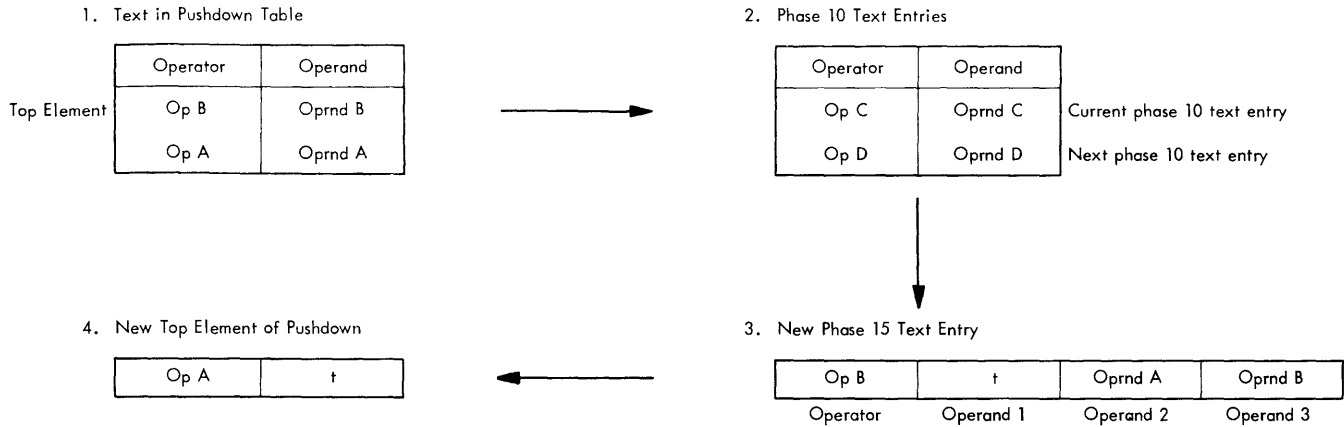 1. Text in Pushdown Table
Operator Operand
Top Element Op B Oprnd B
Op A Oprnd A
2. Phase 10 Text Entries
Operator Operand
Op C Oprnd C Current phase 10 text entry
Op D Oprnd D Next phase 10 text entry
4. New Top Element of Pushdown
Op A t
3. New Phase 15 Text Entry
Op B t Oprnd A Oprnd B
Operator Operand 1 Operand 2 Operand 3